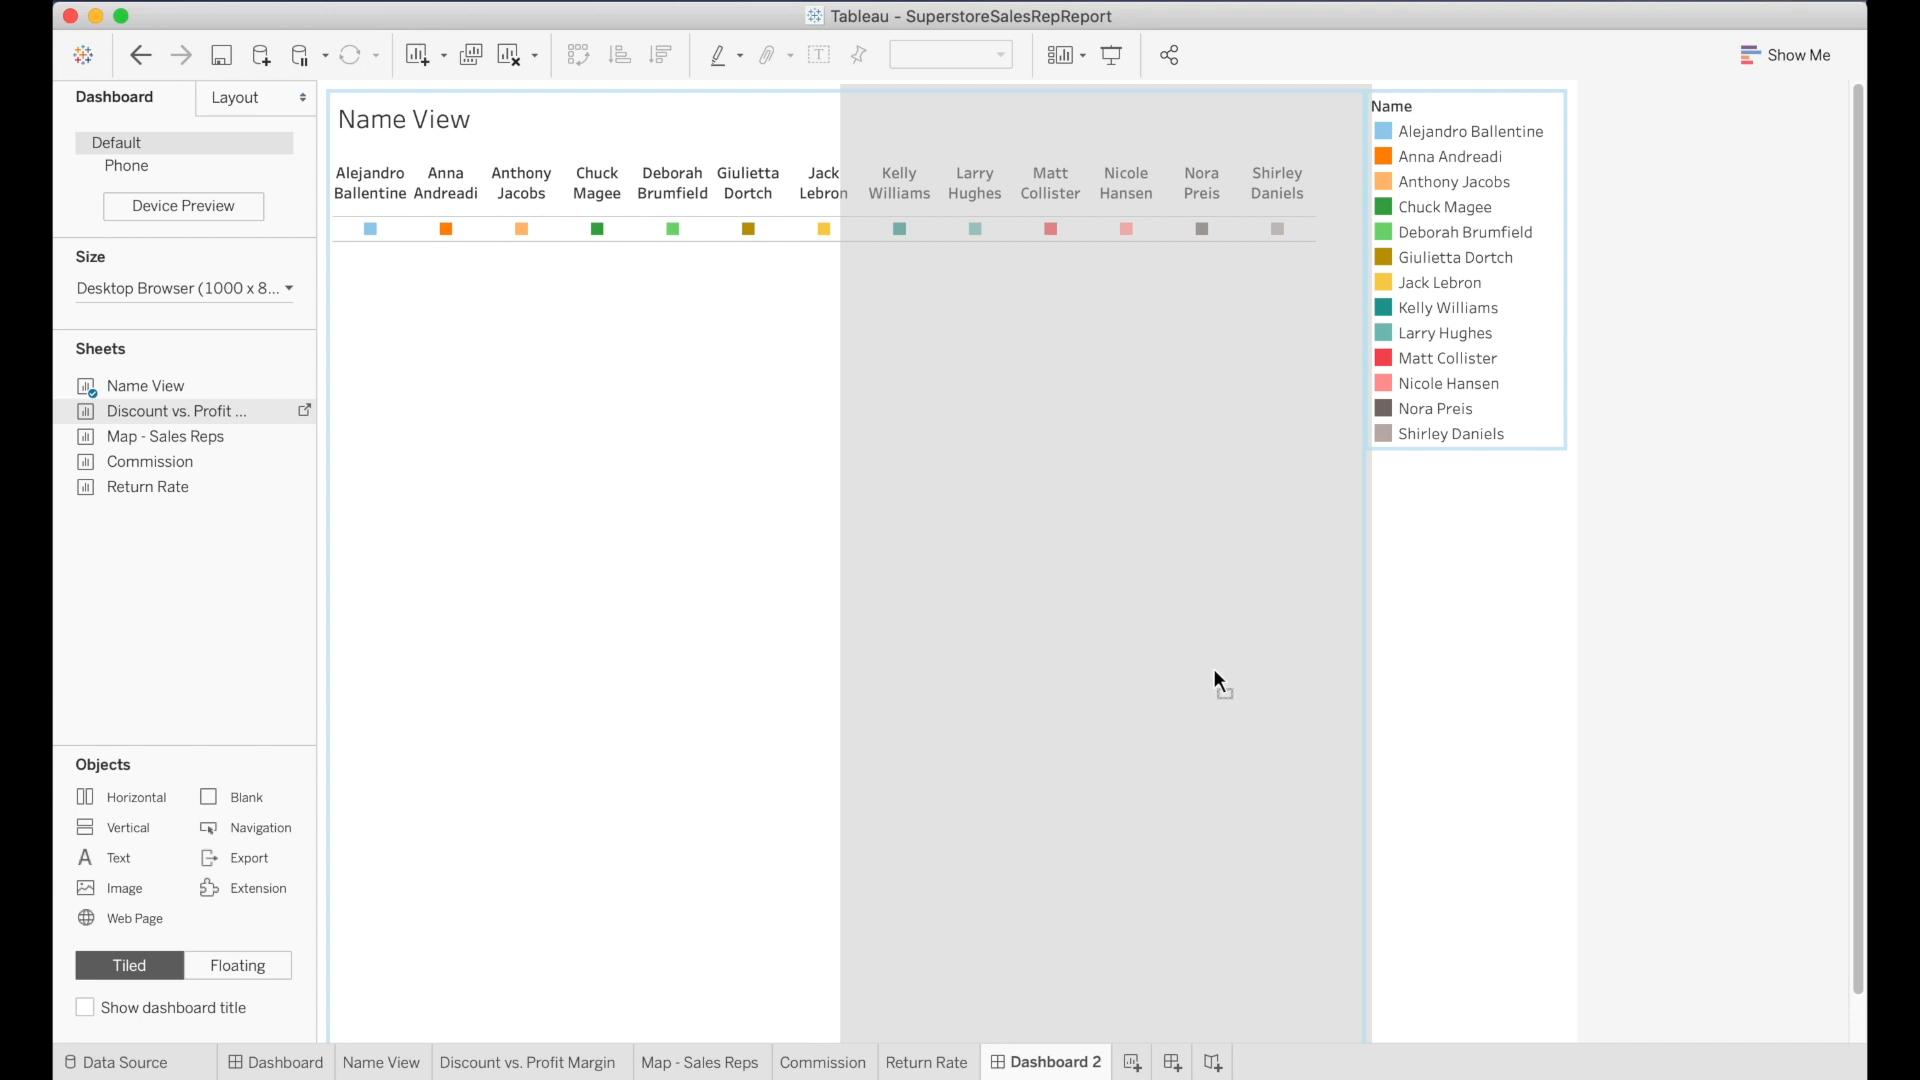 Tableau - SuperstoreSalesRepReport
Show Me
Dashboard
Layout
Default
Phone
Device Preview
Size
Desktop Browser (1000 x 8...
Sheets
Name View
Discount vs. Profit ...
Map - Sales Reps
Commission
Return Rate
Objects
Horizontal
Blank
Vertical
Navigation
Text
Export
Image
Extension
Web Page
Tiled
Floating
Show dashboard title
Name View
Alejandro Ballentine
Anna Andreadi
Anthony Jacobs
Chuck Magee
Deborah Brumfield
Giulietta Dortch
Jack Lebron
Kelly Williams
Larry Hughes
Matt Collister
Nicole Hansen
Nora Preis
Shirley Daniels
Name
Alejandro Ballentine
Anna Andreadi
Anthony Jacobs
Chuck Magee
Deborah Brumfield
Giulietta Dortch
Jack Lebron
Kelly Williams
Larry Hughes
Matt Collister
Nicole Hansen
Nora Preis
Shirley Daniels
Data Source
Dashboard
Name View
Discount vs. Profit Margin
Map - Sales Reps
Commission
Return Rate
Dashboard 2